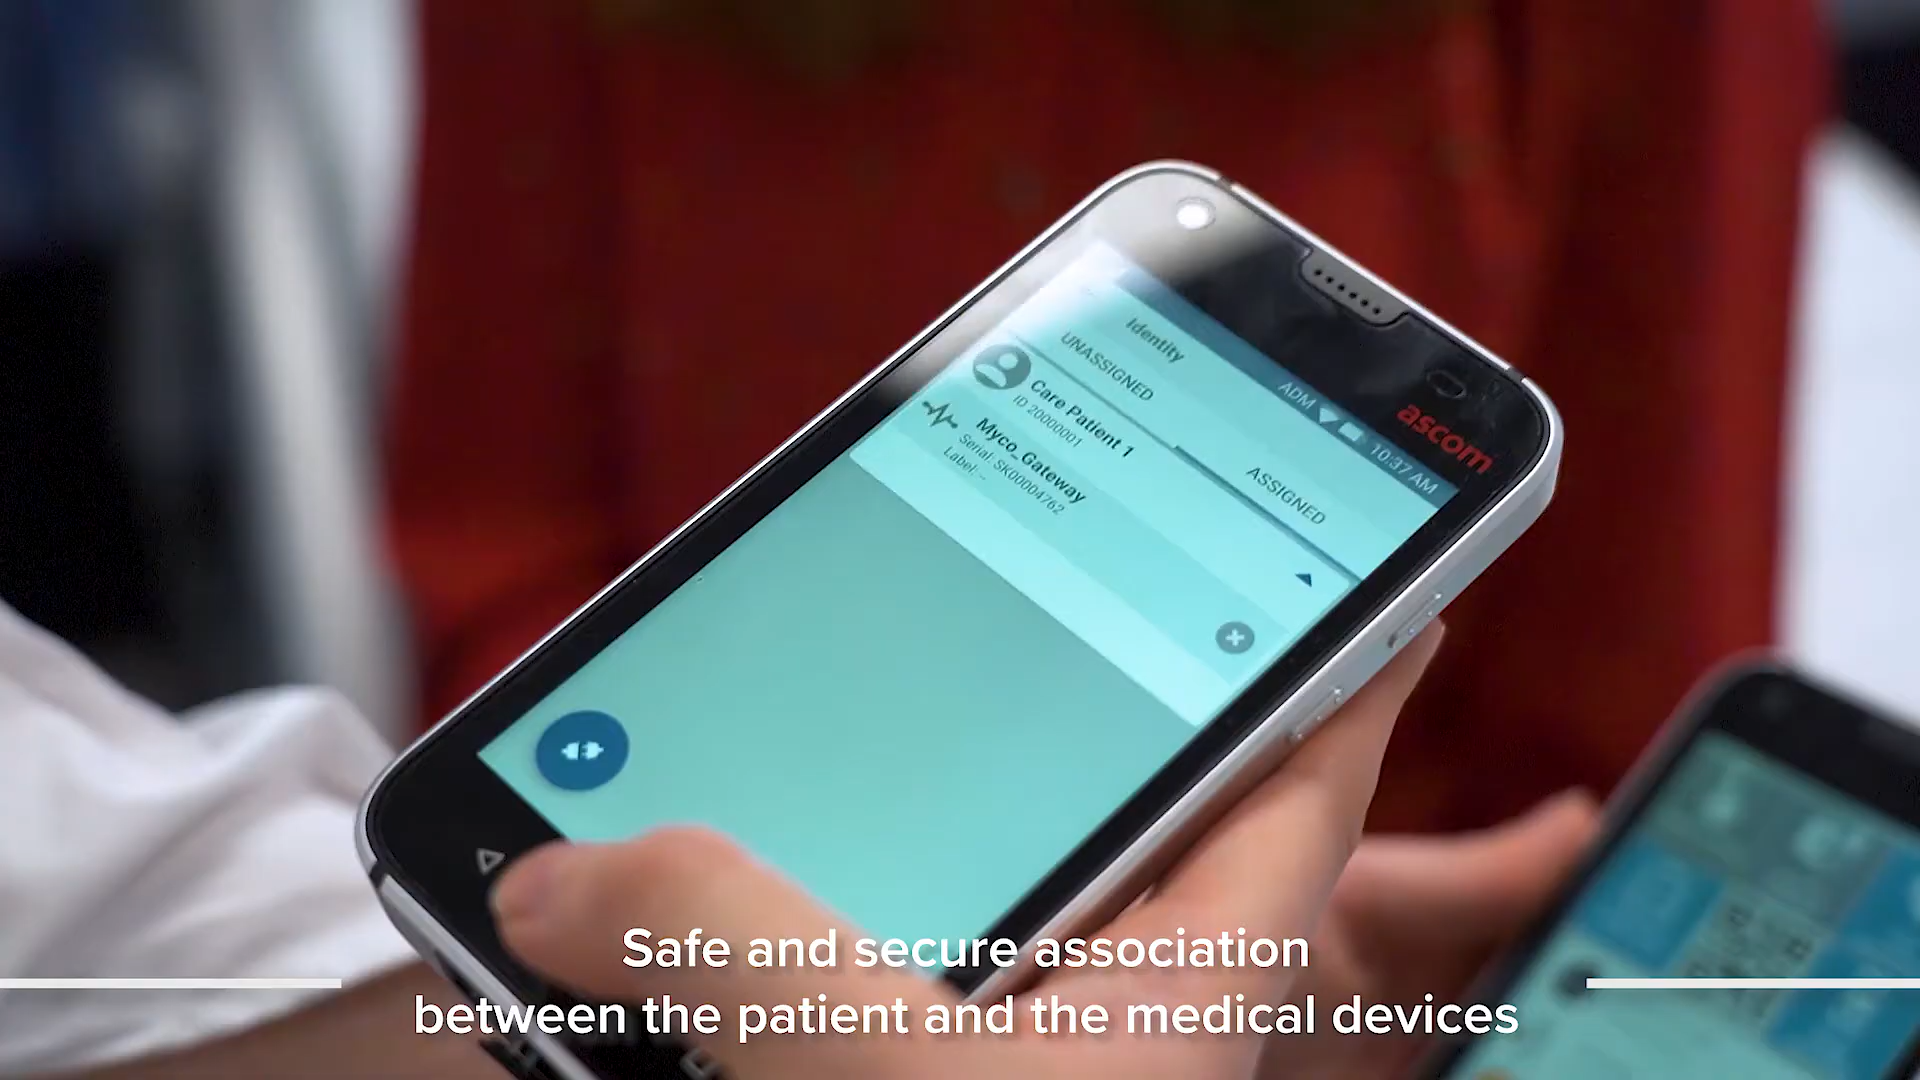 ascom
ADM 10:37 AM
Identity
UNASSIGNED
ASSIGNED
Care Patient 1
ID 20000001
Myco_Gateway
Serial: SK00004762
Label: --
Safe and secure association
between the patient and the medical devices